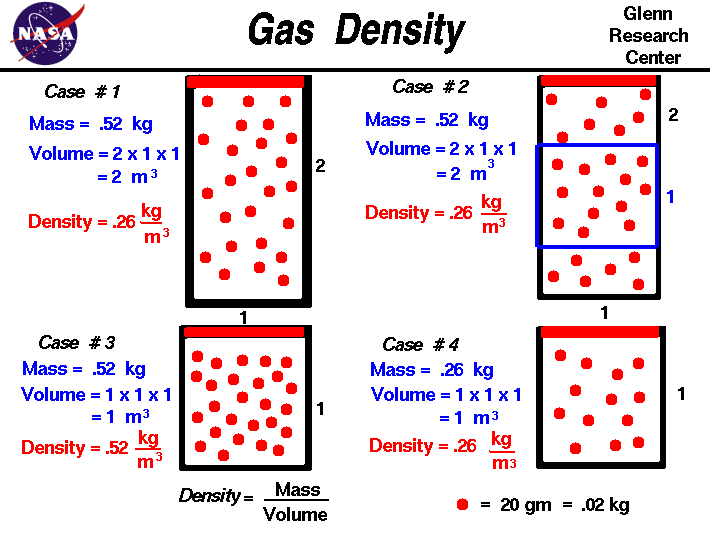 NASA
Gas Density
Glenn
Research
Center
Case # 1
Mass = .52 kg
Volume = 2 x 1 x 1
= 2 m³
Density = .26 kg/m³
2
1
Case # 2
Mass = .52 kg
Volume = 2 x 1 x 1
= 2 m³
Density = .26 kg/m³
2
1
1
Case # 3
Mass = .52 kg
Volume = 1 x 1 x 1
= 1 m³
Density = .52 kg/m³
1
Case # 4
Mass = .26 kg
Volume = 1 x 1 x 1
= 1 m³
Density = .26 kg/m³
1
Density = Mass/Volume
= 20 gm = .02 kg